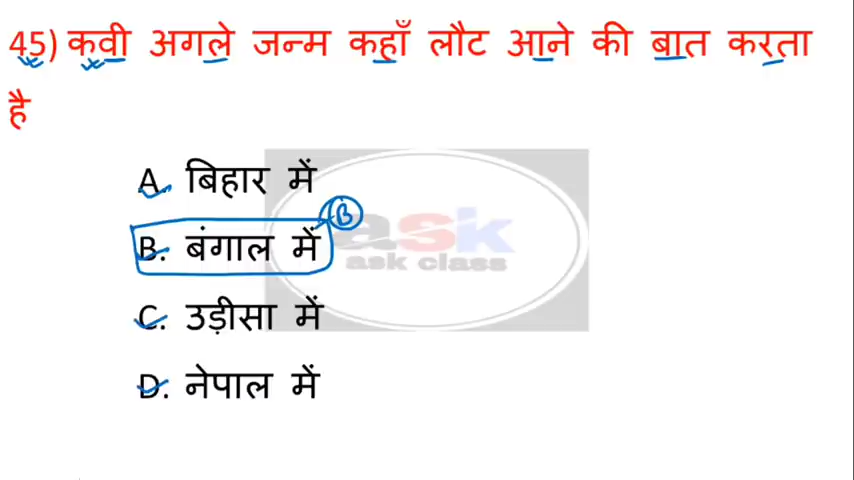 45) कवी अगले जन्म कहाँ लौट आने की बात करता
है
A. बिहार में
B
B. बंगाल में
ask
ask class
C. उड़ीसा में
D. नेपाल में